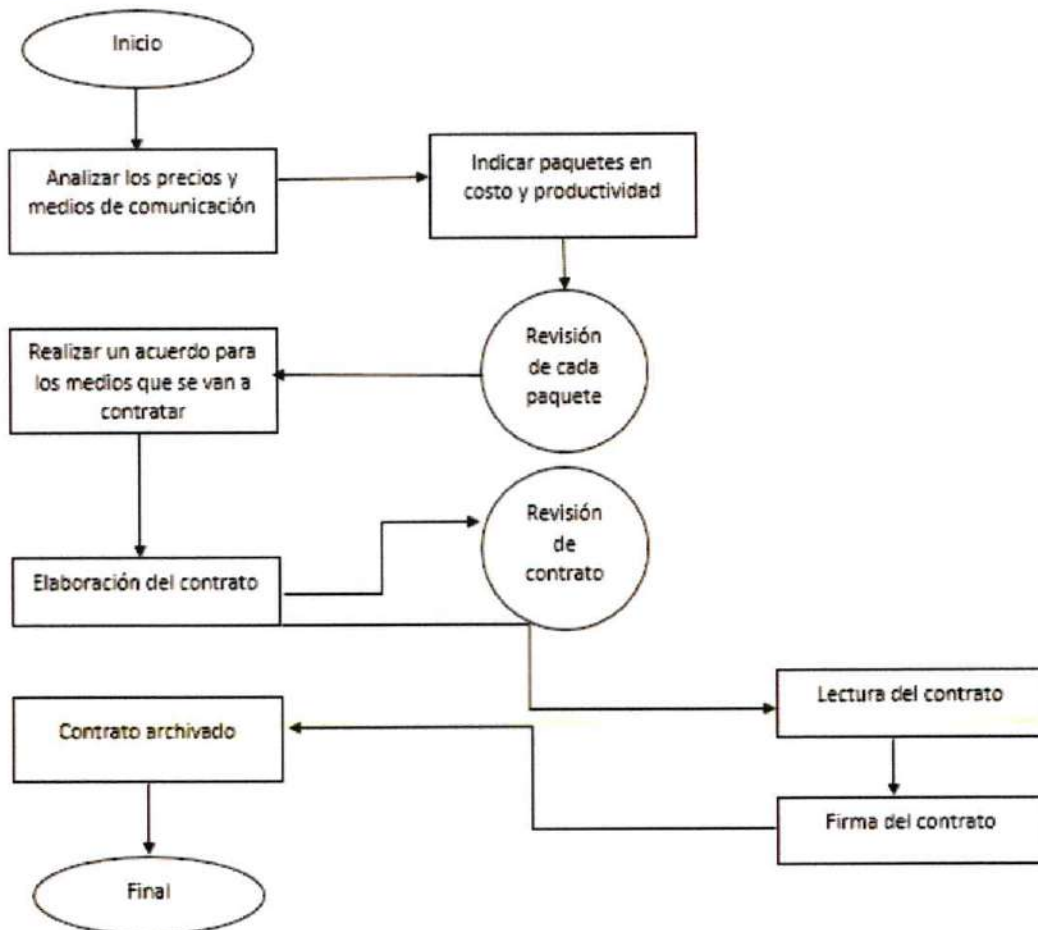 Inicio
Analizar los precios y
medios de comunicación
Indicar paquetes en
costo y productividad
Revisión
de cada
paquete
Realizar un acuerdo para
los medios que se van a
contratar
Elaboración del contrato
Revisión
de
contrato
Lectura del contrato
Firma del contrato
Contrato archivado
Final